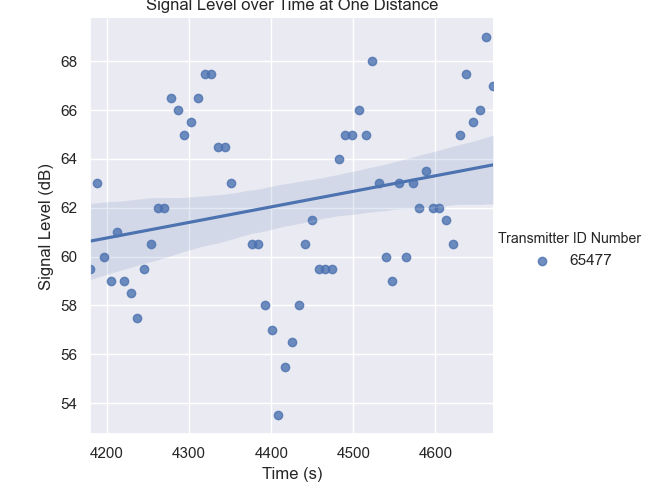 Signal Level over Time at One Distance
68
66
64
62
60
58
56
54
Signal Level (dB)
4200 4300 4400 4500 4600
Time (s)
Transmitter ID Number
65477